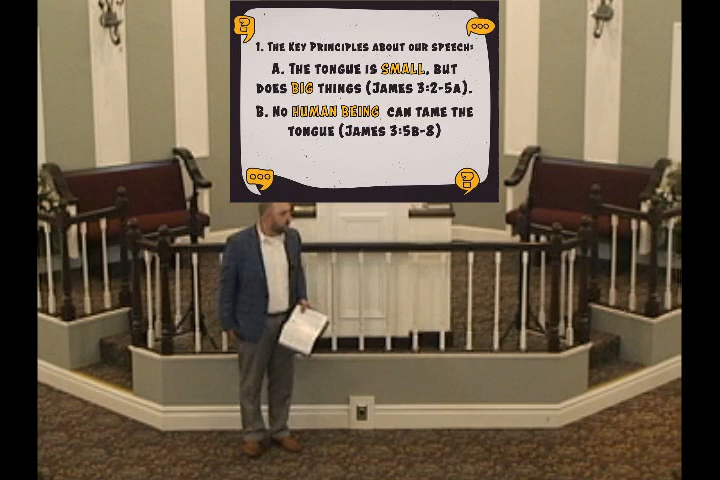 1. The Key Principles about our speech:
A. The tongue is SMALL, but
does BIG things (James 3:2-5a).
B. No HUMAN BEING can tame the
tongue (James 3:5b-8)